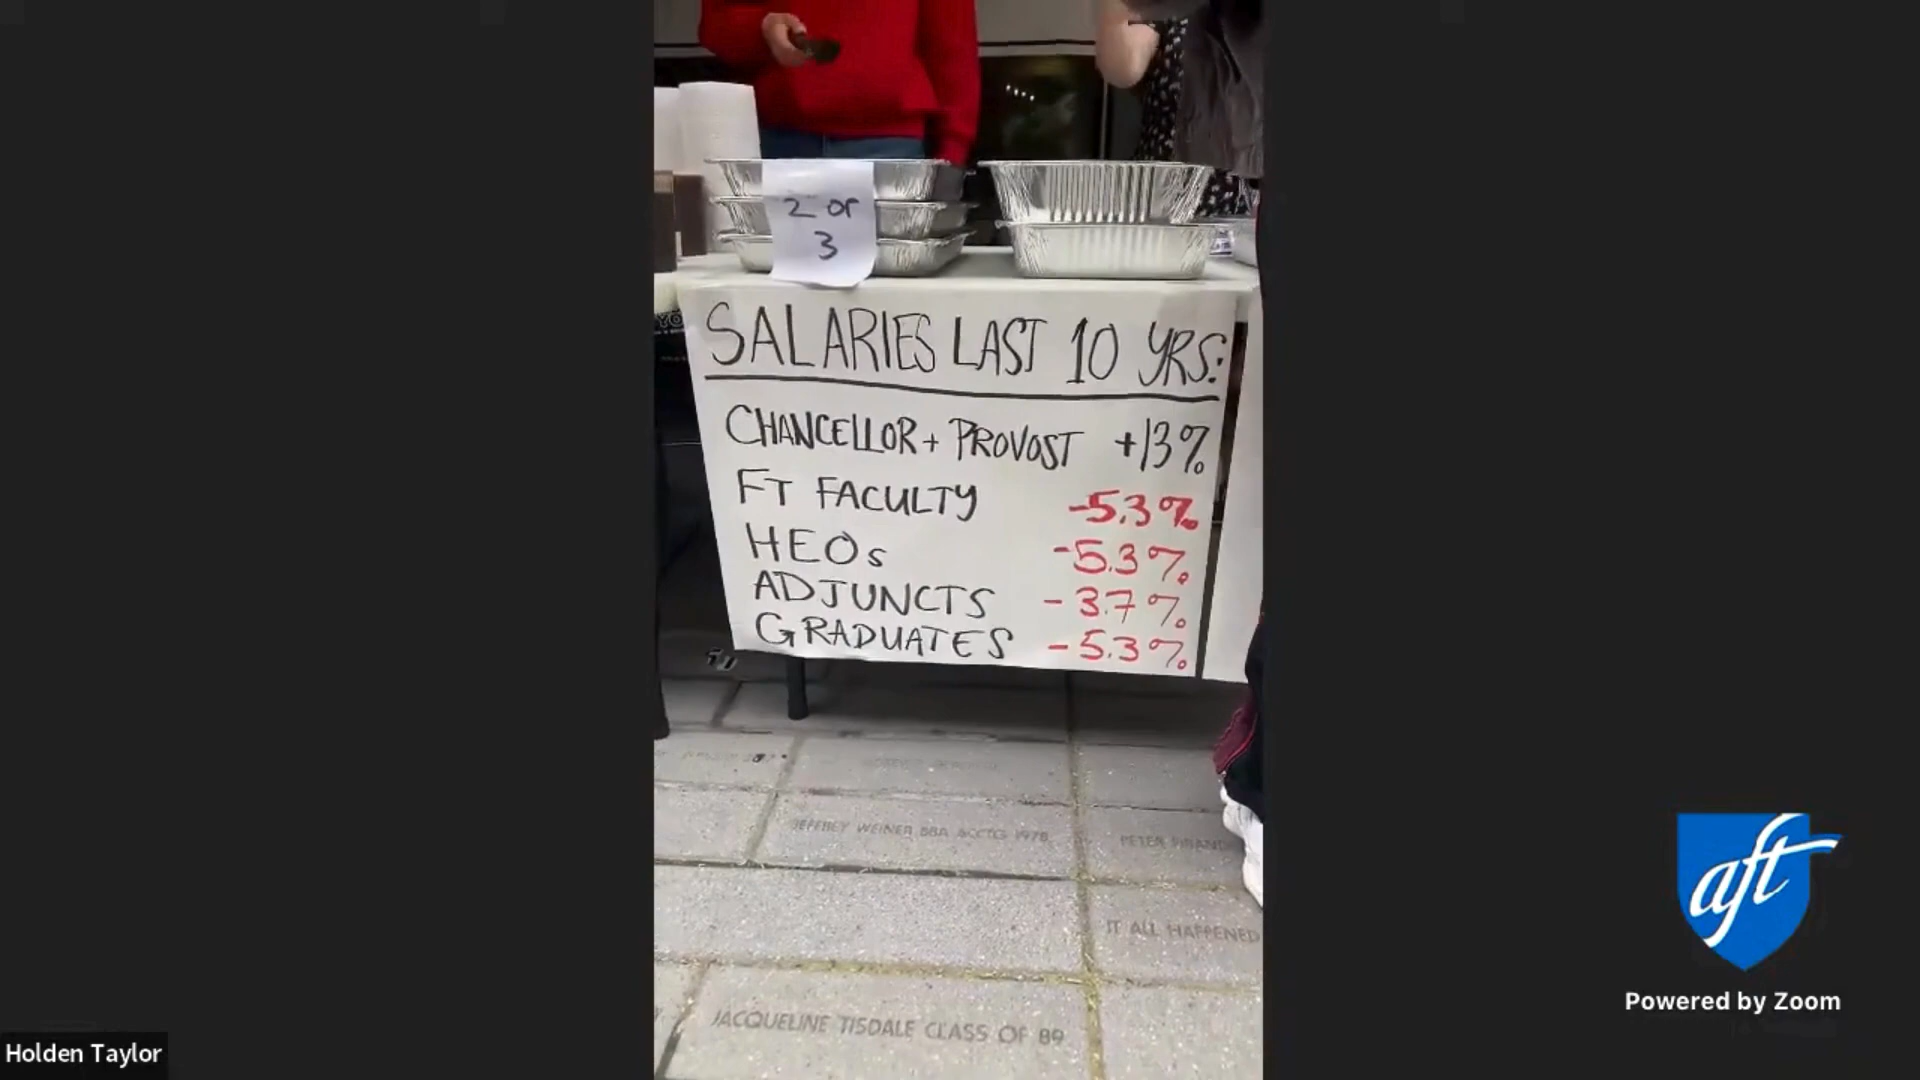 2 or
3
SALARIES LAST 10 YRS:
CHANCELLOR + PROVOST +13%
FT FACULTY -5.3%
HEOs -5.3%
ADJUNCTS -3.7%
GRADUATES -5.3%
JEFFREY WEINER BBA ACCTG 1978
PETER
IT ALL HAPPENED
JACQUELINE TISDALE CLASS OF 89
aft
Powered by Zoom
Holden Taylor